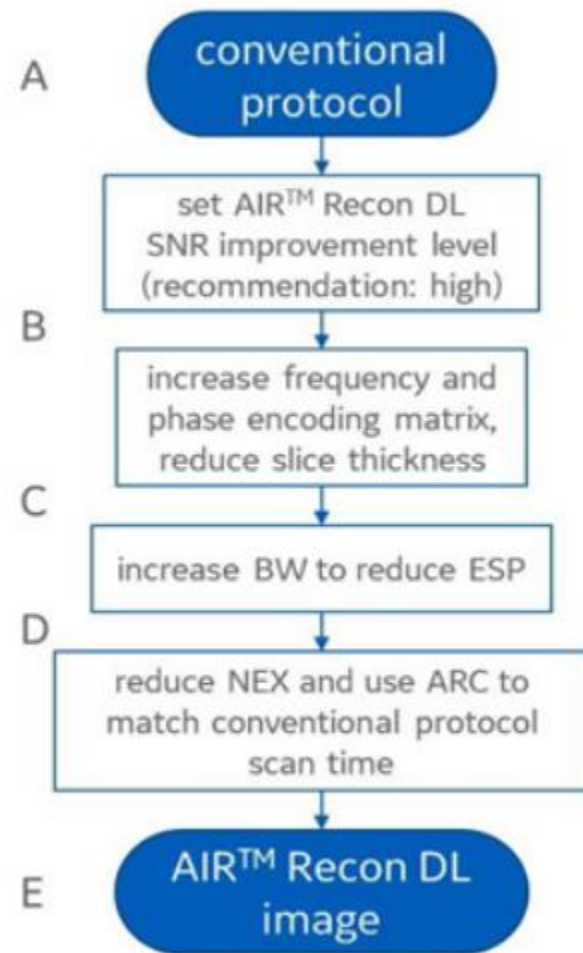 A
conventional
protocol
set AIR™ Recon DL
SNR improvement level
(recommendation: high)
B
increase frequency and
phase encoding matrix,
reduce slice thickness
C
increase BW to reduce ESP
D
reduce NEX and use ARC to
match conventional protocol
scan time
E
AIR™ Recon DL
image